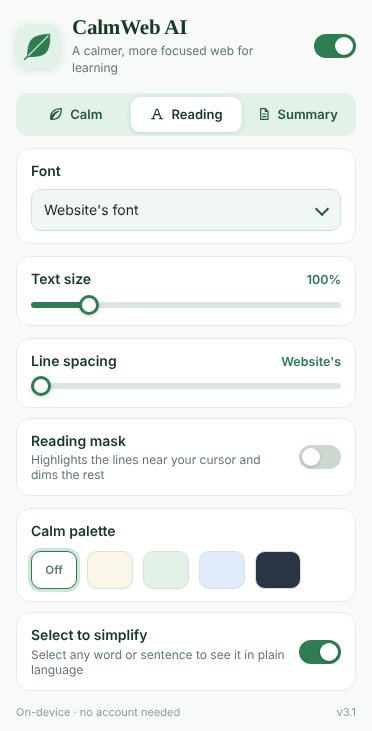 CalmWeb AI
A calmer, more focused web for
learning
Calm
Reading
Summary
Font
Website's font
Text size
100%
Line spacing
Website's
Reading mask
Highlights the lines near your cursor and
dims the rest
Calm palette
Off
Select to simplify
Select any word or sentence to see it in plain
language
On-device · no account needed
v3.1